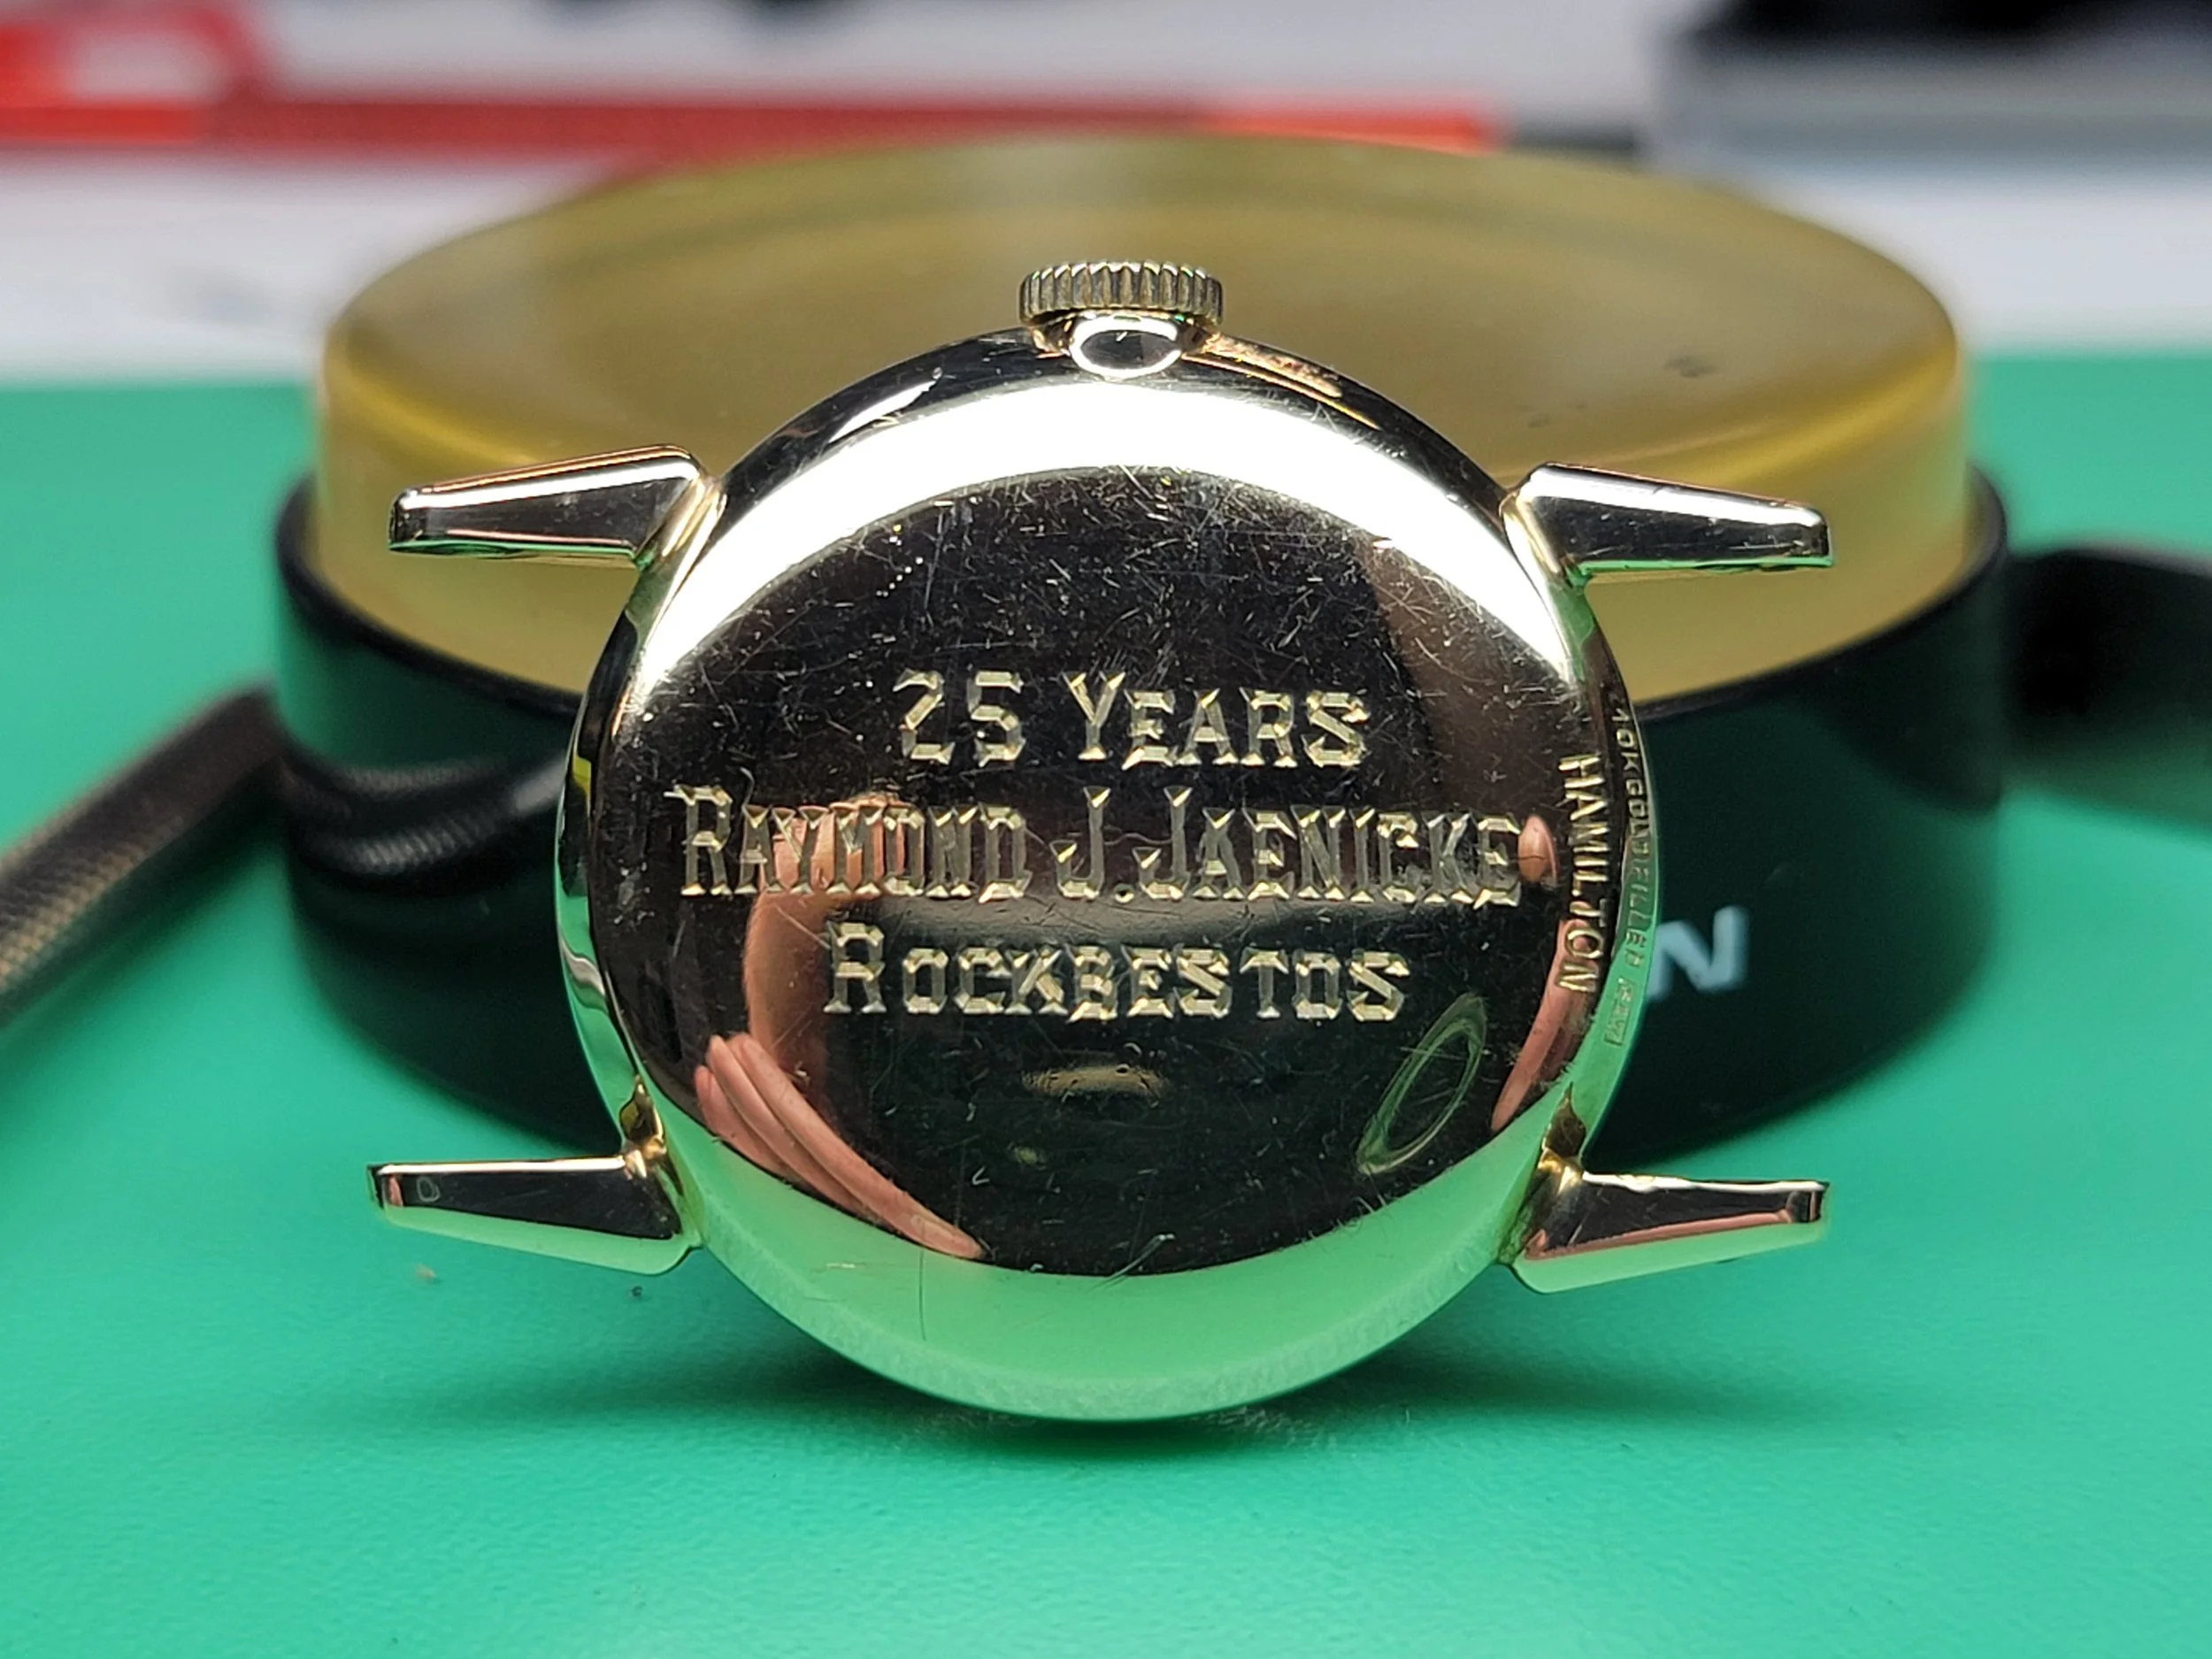 25 YEARS
RAYMOND J. JAENICKE
ROCKBESTOS
HAMILTON
10K GOLD FILLED
N